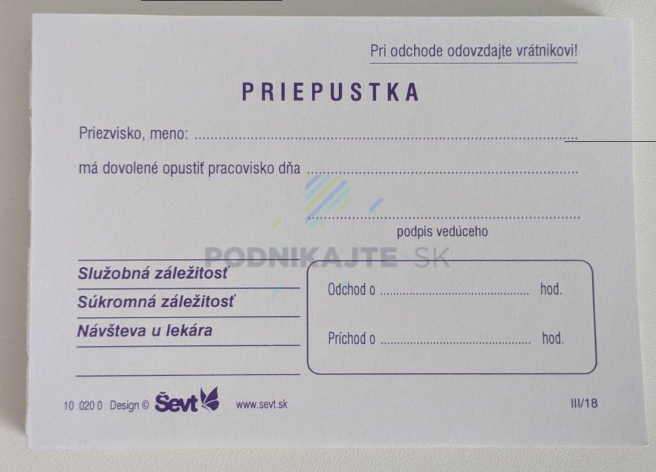 Pri odchode odovzdajte vrátnikovi!
PRIEPUSTKA
Priezvisko, meno:
má dovolené opustiť pracovisko dňa
podpis vedúceho
PODNIKAJTE SK
Služobná záležitosť
Súkromná záležitosť
Návšteva u lekára
Odchod o hod.
Príchod o hod.
10 020 0 Design © Ševt www.sevt.sk III/18